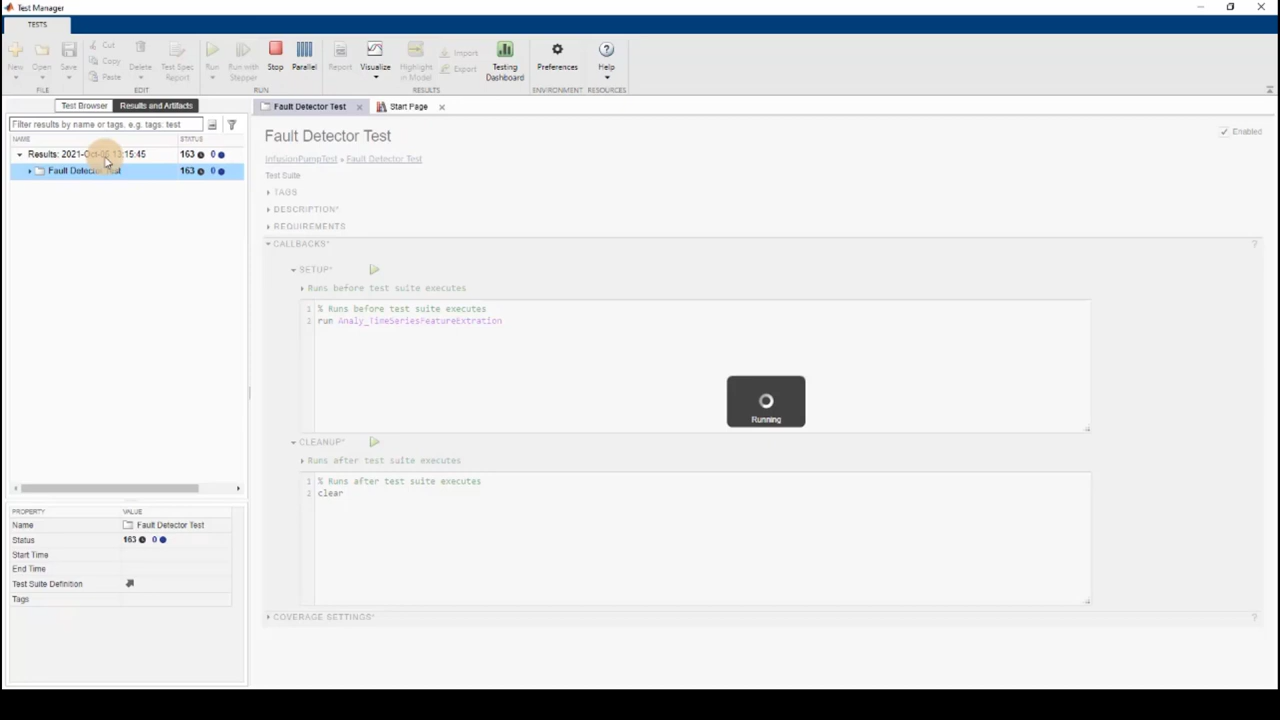 Test Manager
TESTS
New
Open
Save
Cut
Copy
Paste
Delete
Test Spec
Report
Run
Run with
Stepper
Stop
Parallel
Report
Visualize
Highlight
in Model
Import
Export
Testing
Dashboard
Preferences
Help
FILE
EDIT
RUN
RESULTS
ENVIRONMENT
RESOURCES
Test Browser
Results and Artifacts
Fault Detector Test
Start Page
Filter results by name or tags, e.g. tags: test
NAME
STATUS
Results: 2021-Oct-05 13:15:45 163 0
Fault Detector Test 163 0
Fault Detector Test
Enabled
InfusionPumpTest » Fault Detector Test
Test Suite
TAGS
DESCRIPTION*
REQUIREMENTS
CALLBACKS*
?
SETUP*
Runs before test suite executes
1 % Runs before test suite executes
2 run Analy_TimeSeriesFeatureExtration
Running
CLEANUP*
Runs after test suite executes
1 % Runs after test suite executes
2 clear
COVERAGE SETTINGS*
?
PROPERTY VALUE
Name Fault Detector Test
Status 163 0
Start Time
End Time
Test Suite Definition
Tags